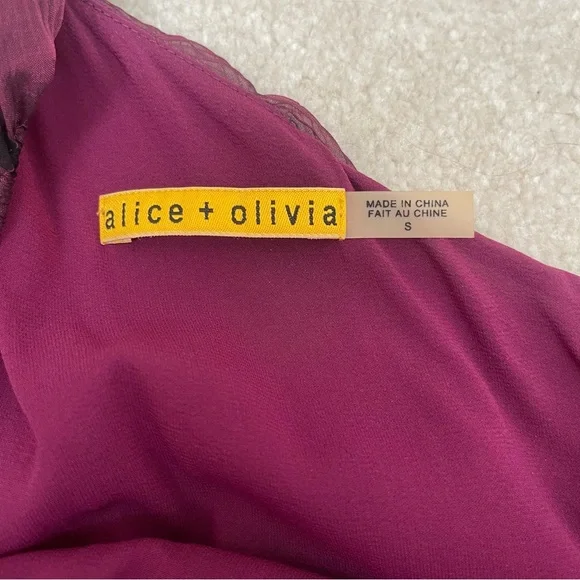 alice + olivia
MADE IN CHINA
FAIT AU CHINE
S